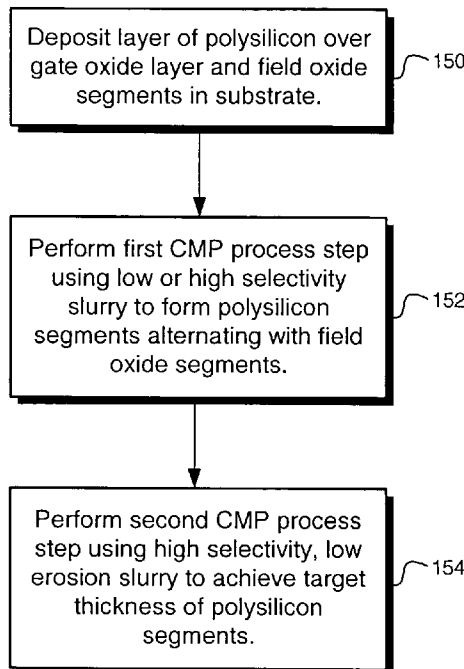 Deposit layer of polysilicon over
gate oxide layer and field oxide
segments in substrate.
150
Perform first CMP process step
using low or high selectivity
slurry to form polysilicon
segments alternating with field
oxide segments.
152
Perform second CMP process
step using high selectivity, low
erosion slurry to achieve target
thickness of polysilicon
segments.
154